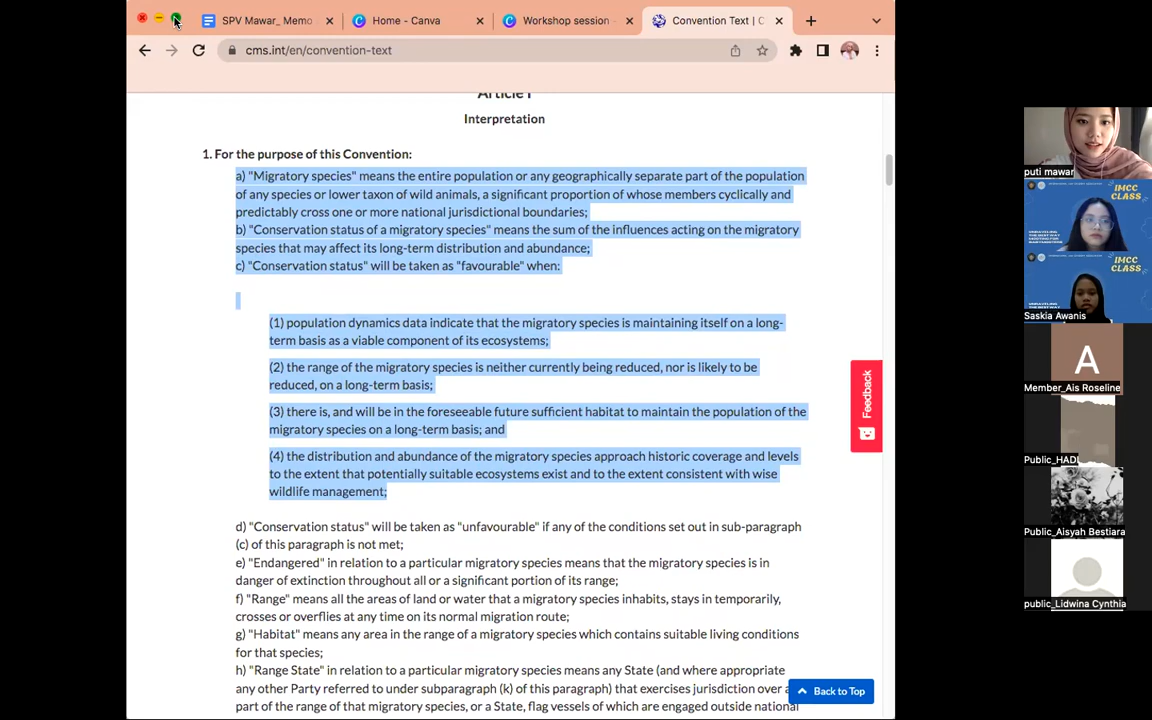 SPV Mawar_ Memo
Home - Canva
Workshop session -
Convention Text | C
cms.int/en/convention-text
Article I
Interpretation
1. For the purpose of this Convention:
a) "Migratory species" means the entire population or any geographically separate part of the population
of any species or lower taxon of wild animals, a significant proportion of whose members cyclically and
predictably cross one or more national jurisdictional boundaries;
b) "Conservation status of a migratory species" means the sum of the influences acting on the migratory
species that may affect its long-term distribution and abundance;
c) "Conservation status" will be taken as "favourable" when:
(1) population dynamics data indicate that the migratory species is maintaining itself on a long-
term basis as a viable component of its ecosystems;
(2) the range of the migratory species is neither currently being reduced, nor is likely to be
reduced, on a long-term basis;
(3) there is, and will be in the foreseeable future sufficient habitat to maintain the population of the
migratory species on a long-term basis; and
(4) the distribution and abundance of the migratory species approach historic coverage and levels
to the extent that potentially suitable ecosystems exist and to the extent consistent with wise
wildlife management;
d) "Conservation status" will be taken as "unfavourable" if any of the conditions set out in sub-paragraph
(c) of this paragraph is not met;
e) "Endangered" in relation to a particular migratory species means that the migratory species is in
danger of extinction throughout all or a significant portion of its range;
f) "Range" means all the areas of land or water that a migratory species inhabits, stays in temporarily,
crosses or overflies at any time on its normal migration route;
g) "Habitat" means any area in the range of a migratory species which contains suitable living conditions
for that species;
h) "Range State" in relation to a particular migratory species means any State (and where appropriate
any other Party referred to under subparagraph (k) of this paragraph) that exercises jurisdiction over
part of the range of that migratory species, or a State, flag vessels of which are engaged outside national
Feedback
Back to Top
puti mawar
IMCC
CLASS
IMCC
CLASS
Saskia Awanis
A
Member_Ais Roseline
Public_HADI
Public_Aisyah Bestiara
public_Lidwina Cynthia